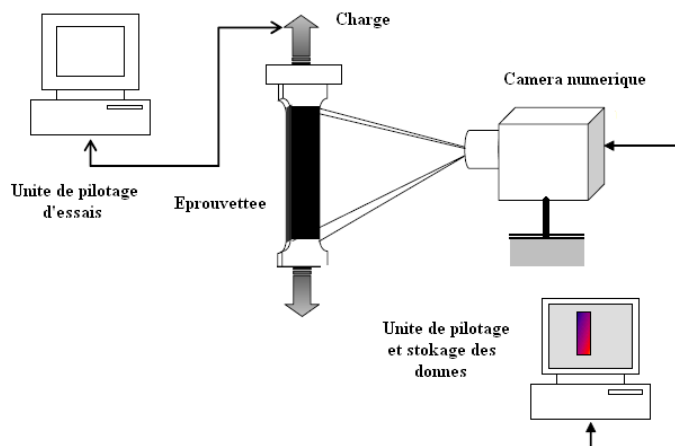 Charge
Camera numerique
Unite de pilotage
d'essais
Eprouvettee
Unite de pilotage
et stokage des
donnes